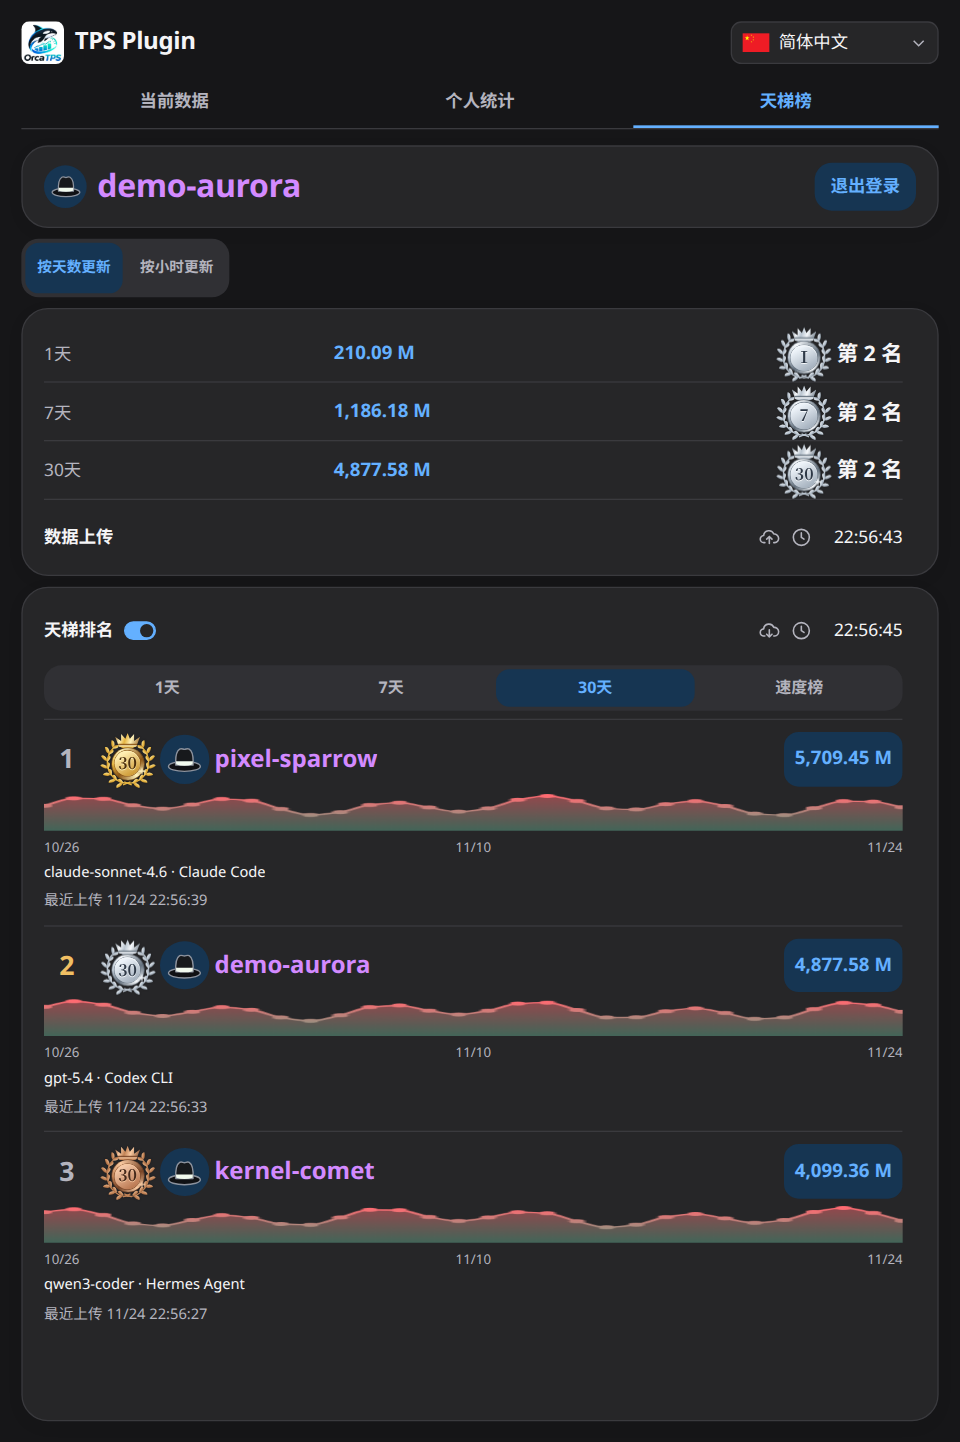 OrcaTPS
TPS Plugin
简体中文
当前数据
个人统计
天梯榜
demo-aurora
退出登录
按天数更新
按小时更新
1天 210.09 M 1 第 2 名
7天 1,186.18 M 7 第 2 名
30天 4,877.58 M 30 第 2 名
数据上传 22:56:43
天梯排名 22:56:45
1天 7天 30天 速度榜
1 30 pixel-sparrow 5,709.45 M
10/26 11/10 11/24
claude-sonnet-4.6 · Claude Code
最近上传 11/24 22:56:39
2 30 demo-aurora 4,877.58 M
10/26 11/10 11/24
gpt-5.4 · Codex CLI
最近上传 11/24 22:56:33
3 30 kernel-comet 4,099.36 M
10/26 11/10 11/24
qwen3-coder · Hermes Agent
最近上传 11/24 22:56:27